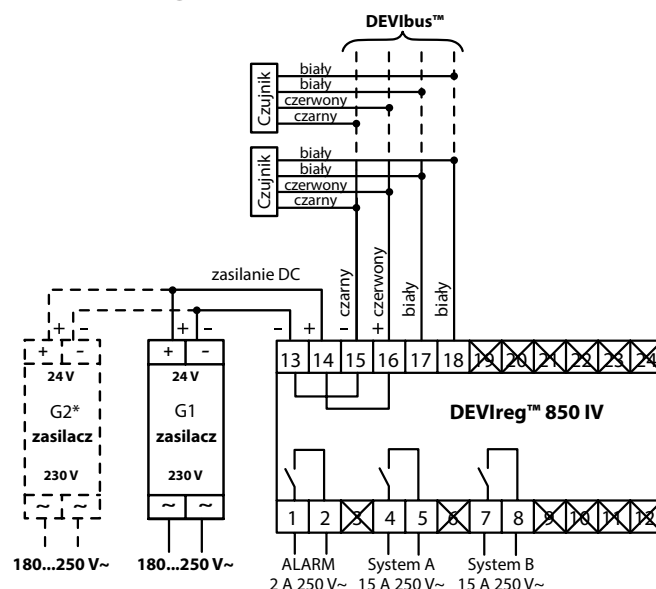 DEVIbus™
Czujnik
biały
biały
czerwony
czarny
Czujnik
biały
biały
czerwony
czarny
zasilanie DC
czarny
czerwony
biały
biały
+ − + − − + − +
+ − + − 13 14 15 16 17 18 19 20 21 22 23 24
24 V 24 V
G2* G1
zasilacz zasilacz
DEVIreg™ 850 IV
230 V 230 V
~ ~ ~ ~ 1 2 3 4 5 6 7 8 9 10 11 12
180...250 V~ 180...250 V~
ALARM System A System B
2 A 250 V~ 15 A 250 V~ 15 A 250 V~